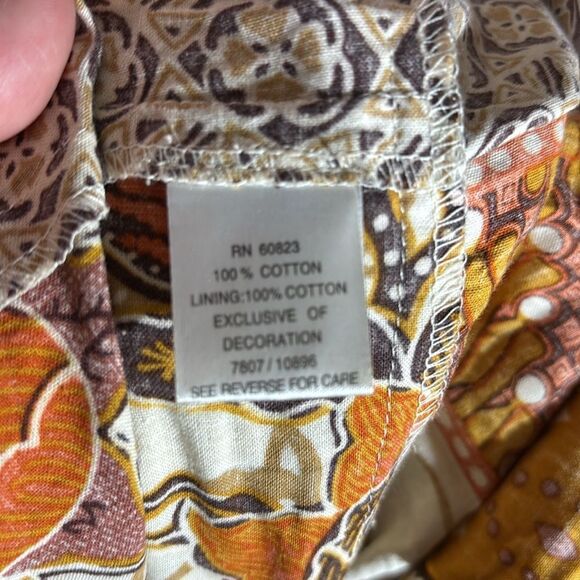 RN 60823
100% COTTON
LINING:100% COTTON
EXCLUSIVE OF
DECORATION
7807/10896
SEE REVERSE FOR CARE